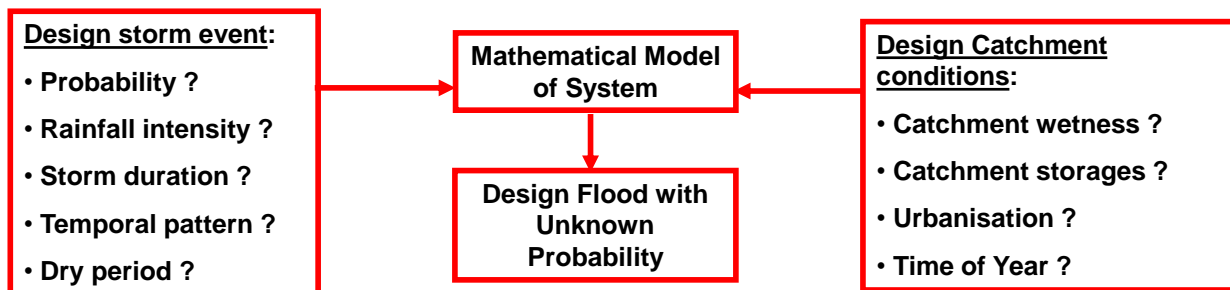 Design storm event:
• Probability ?
• Rainfall intensity ?
• Storm duration ?
• Temporal pattern ?
• Dry period ?
Mathematical Model
of System
Design Flood with
Unknown
Probability
Design Catchment
conditions:
• Catchment wetness ?
• Catchment storages ?
• Urbanisation ?
• Time of Year ?